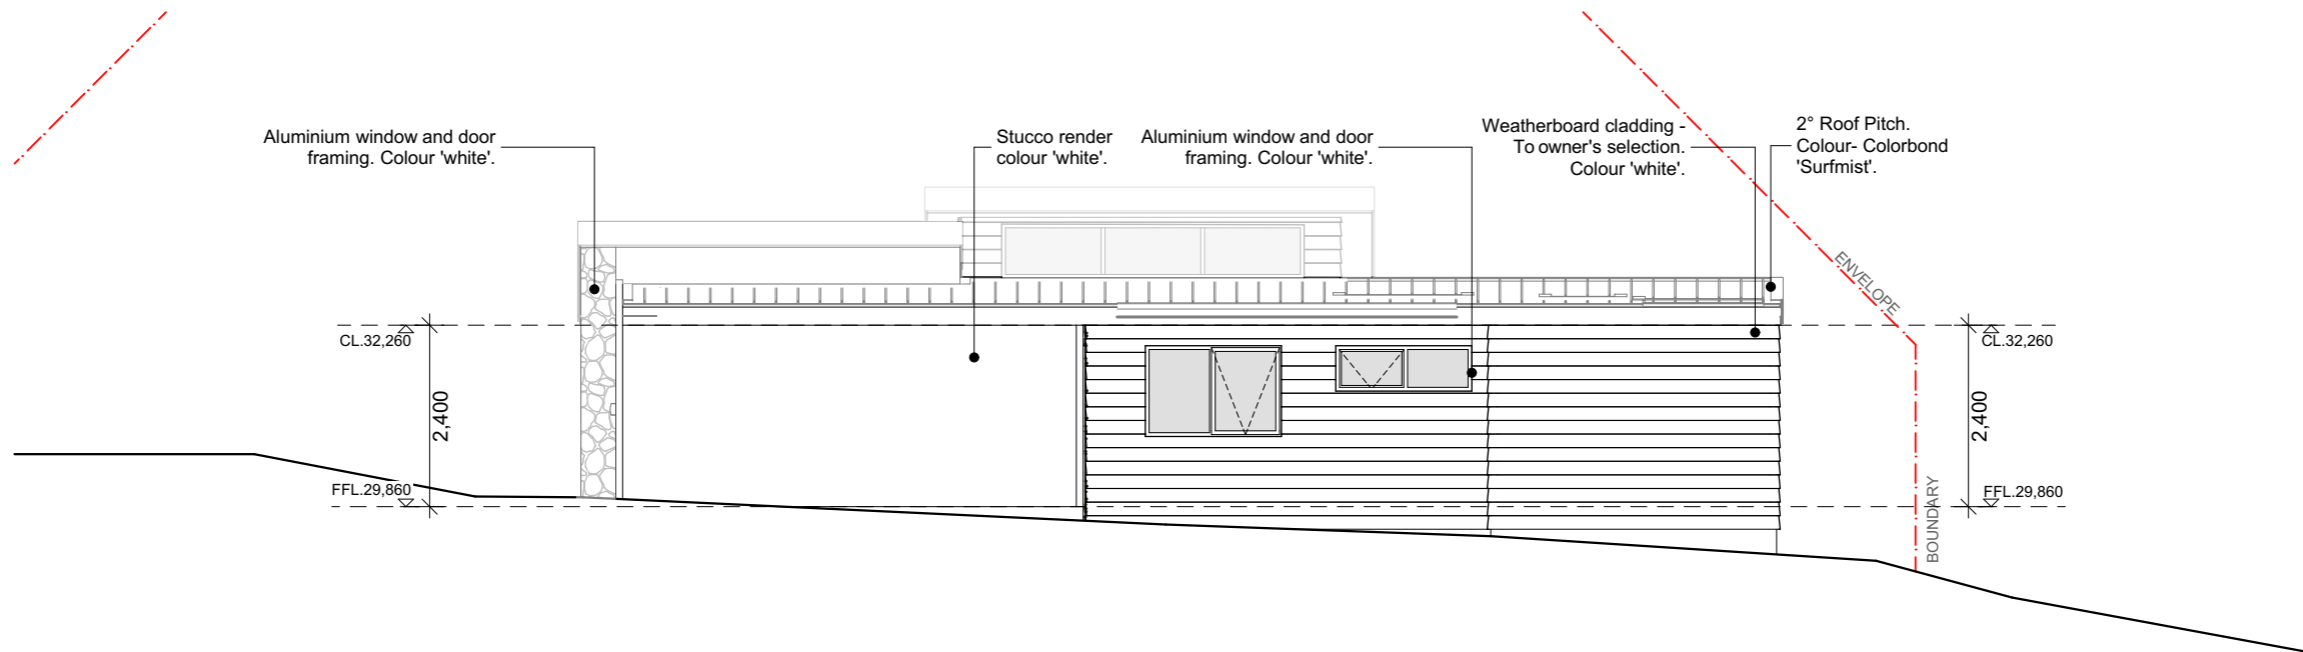 Aluminium window and door
framing. Colour 'white'.
Stucco render
colour 'white'.
Aluminium window and door
framing. Colour 'white'.
Weatherboard cladding -
To owner's selection.
Colour 'white'.
2° Roof Pitch.
Colour- Colorbond
'Surfmist'.
ENVELOPE
CL.32,260
CL.32,260
2,400
2,400
FFL.29,860
FFL.29,860
BOUNDARY